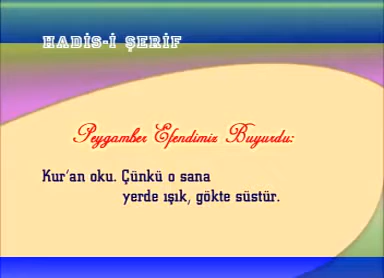 HADİS-İ ŞERİF
Peygamber Efendimiz Buyurdu:
Kur'an oku. Çünkü o sana
yerde ışık, gökte süstür.